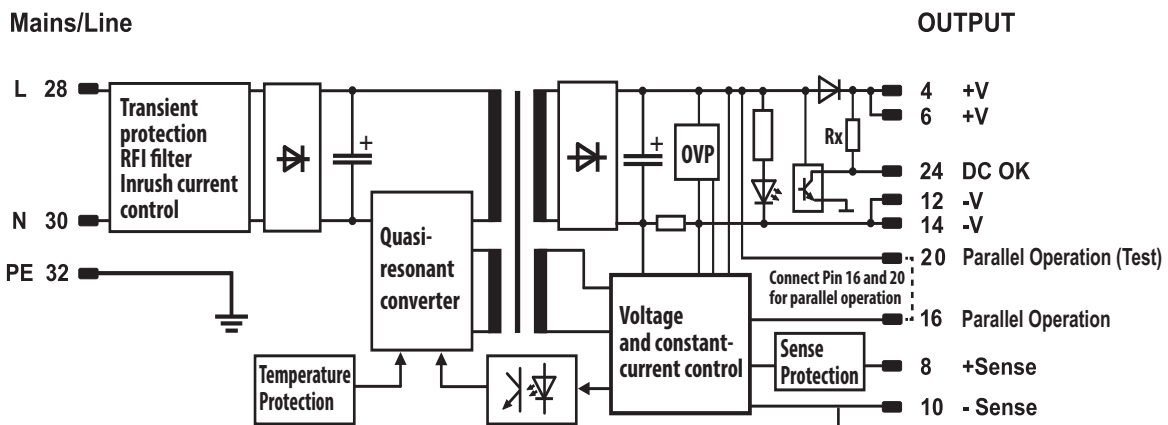 Mains/Line
OUTPUT
L 28
Transient
protection
RFI filter
Inrush current
control
N 30
PE 32
+
Quasi-
resonant
converter
Temperature
Protection
+
OVP
Rx
4 +V
6 +V
24 DC OK
12 -V
14 -V
20 Parallel Operation (Test)
Connect Pin 16 and 20
for parallel operation
16 Parallel Operation
Voltage
and constant-
current control
Sense
Protection
8 +Sense
10 - Sense